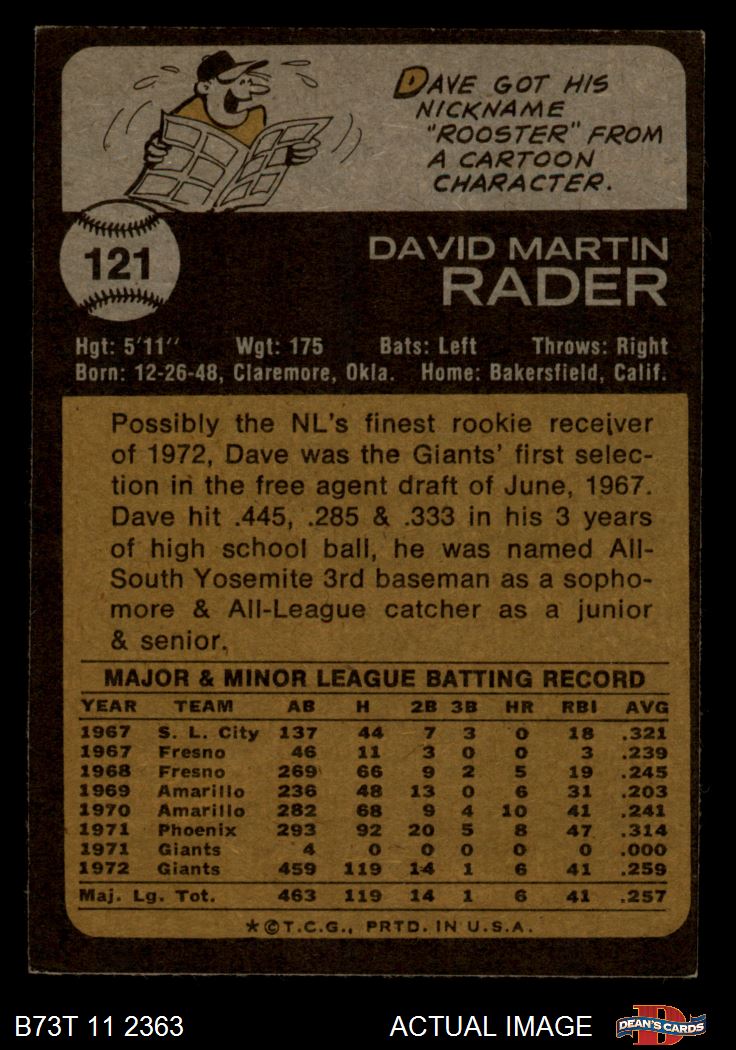 DAVE GOT HIS
NICKNAME
"ROOSTER" FROM
A CARTOON
CHARACTER.
121
DAVID MARTIN
RADER
Hgt: 5'11" Wgt: 175 Bats: Left Throws: Right
Born: 12-26-48, Claremore, Okla. Home: Bakersfield, Calif.
Possibly the NL's finest rookie receiver
of 1972, Dave was the Giants' first selec-
tion in the free agent draft of June, 1967.
Dave hit .445, .285 & .333 in his 3 years
of high school ball, he was named All-
South Yosemite 3rd baseman as a sopho-
more & All-League catcher as a junior
& senior.
MAJOR & MINOR LEAGUE BATTING RECORD
YEAR TEAM AB H 2B 3B HR RBI AVG
1967 S. L. City 137 44 7 3 0 18 .321
1967 Fresno 46 11 3 0 0 3 .239
1968 Fresno 269 66 9 2 5 19 .245
1969 Amarillo 236 48 13 0 6 31 .203
1970 Amarillo 282 68 9 4 10 41 .241
1971 Phoenix 293 92 20 5 8 47 .314
1971 Giants 4 0 0 0 0 0 .000
1972 Giants 459 119 14 1 6 41 .259
Maj. Lg. Tot. 463 119 14 1 6 41 .257
★©T.C.G., PRTD. IN U.S.A.
B73T 11 2363 ACTUAL IMAGE D DEAN'S CARDS